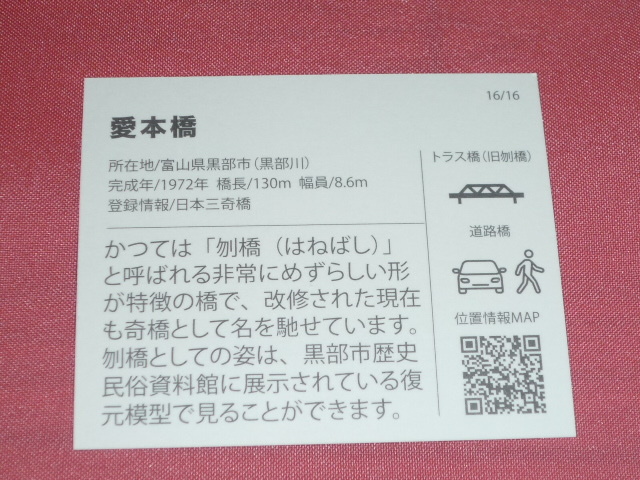 16/16
愛本橋
所在地/富山県黒部市（黒部川）
完成年/1972年 橋長/130m 幅員/8.6m
登録情報/日本三奇橋
かつては「刎橋（はねばし）」
と呼ばれる非常にめずらしい形
が特徴の橋で、改修された現在
も奇橋として名を馳せています。
刎橋としての姿は、黒部市歴史
民俗資料館に展示されている復
元模型で見ることができます。
トラス橋（旧刎橋）
道路橋
位置情報MAP